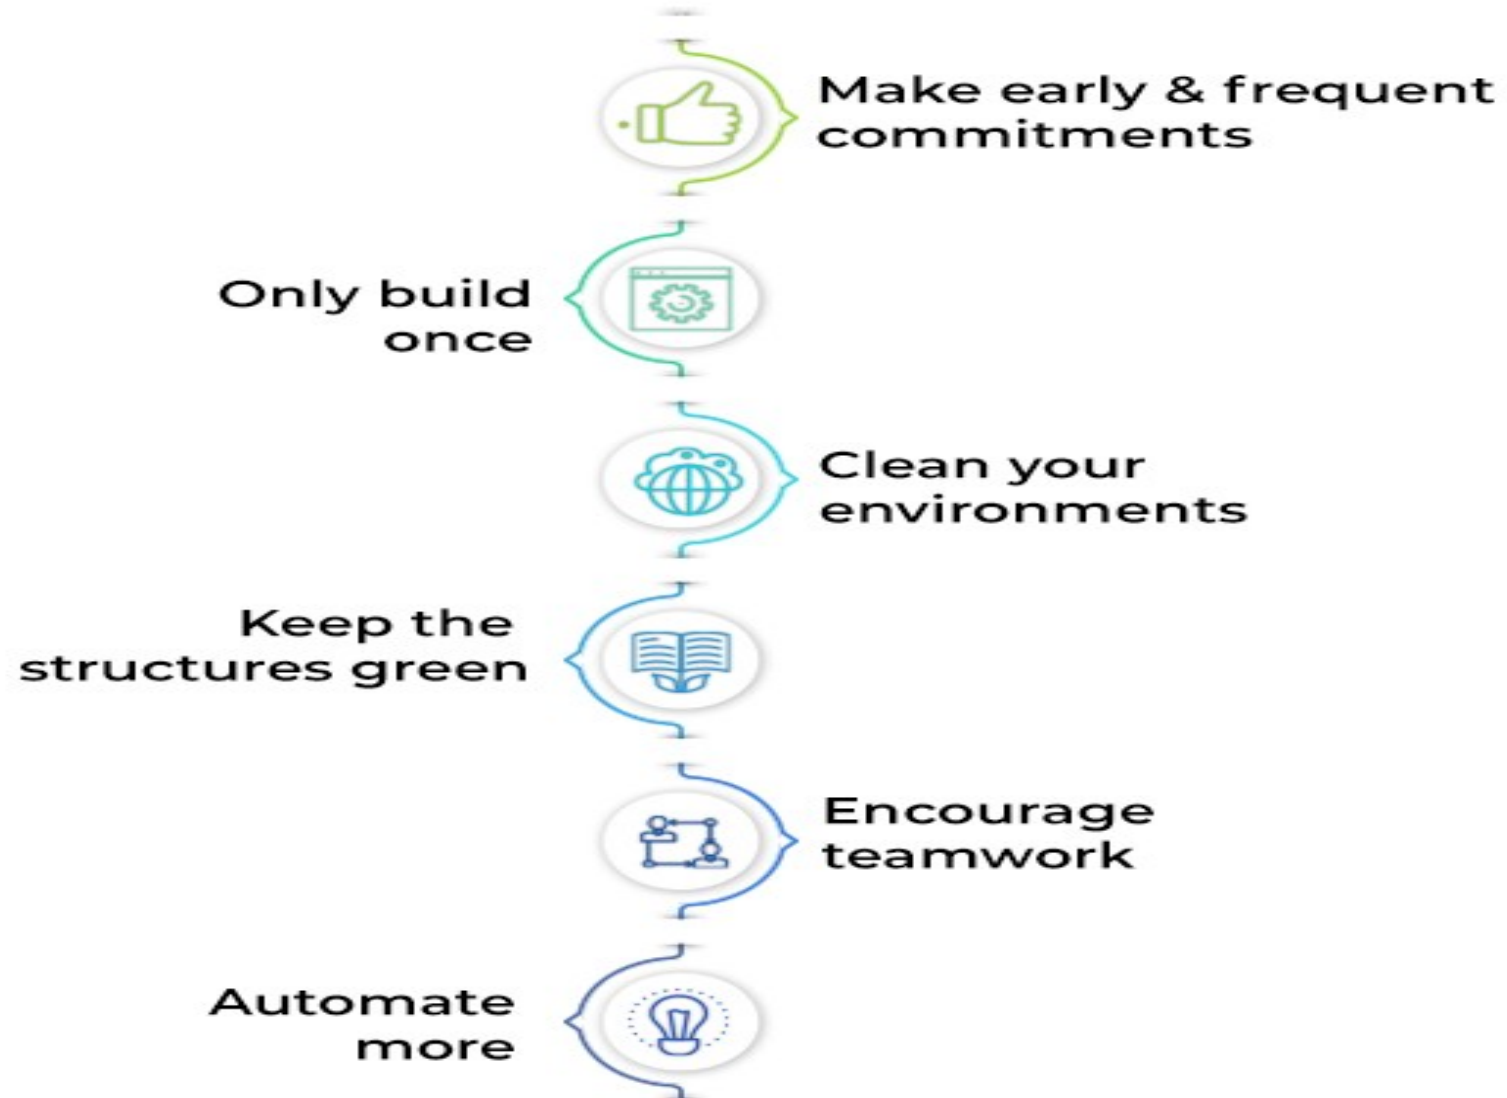 Make early & frequent
commitments
Only build
once
Clean your
environments
Keep the
structures green
Encourage
teamwork
Automate
more